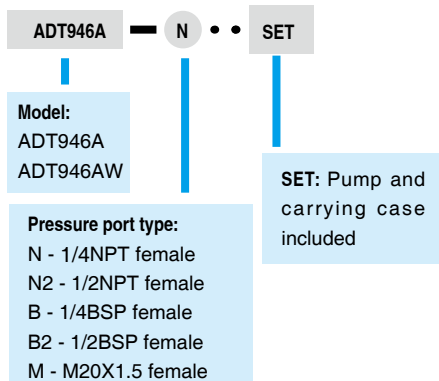 ADT946A — N • • SET
Model:
ADT946A
ADT946AW
Pressure port type:
N - 1/4NPT female
N2 - 1/2NPT female
B - 1/4BSP female
B2 - 1/2BSP female
M - M20X1.5 female
SET: Pump and
carrying case
included